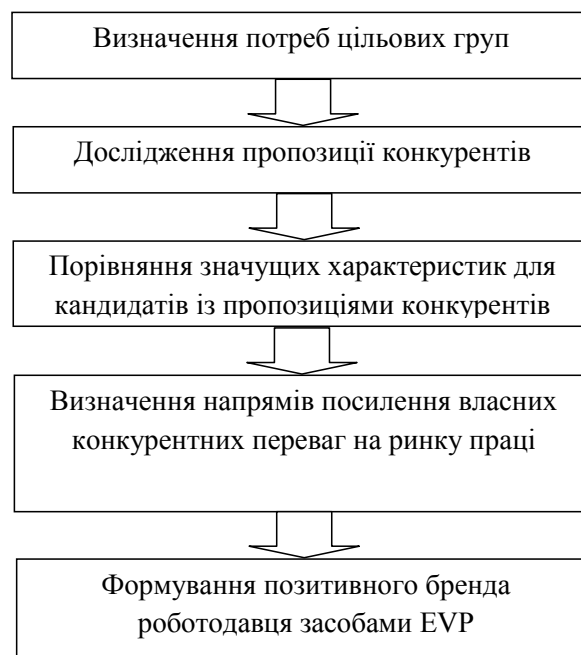 Визначення потреб цільових груп
Дослідження пропозиції конкурентів
Порівняння значущих характеристик для
кандидатів із пропозиціями конкурентів
Визначення напрямів посилення власних
конкурентних переваг на ринку праці
Формування позитивного бренда
роботодавця засобами EVP